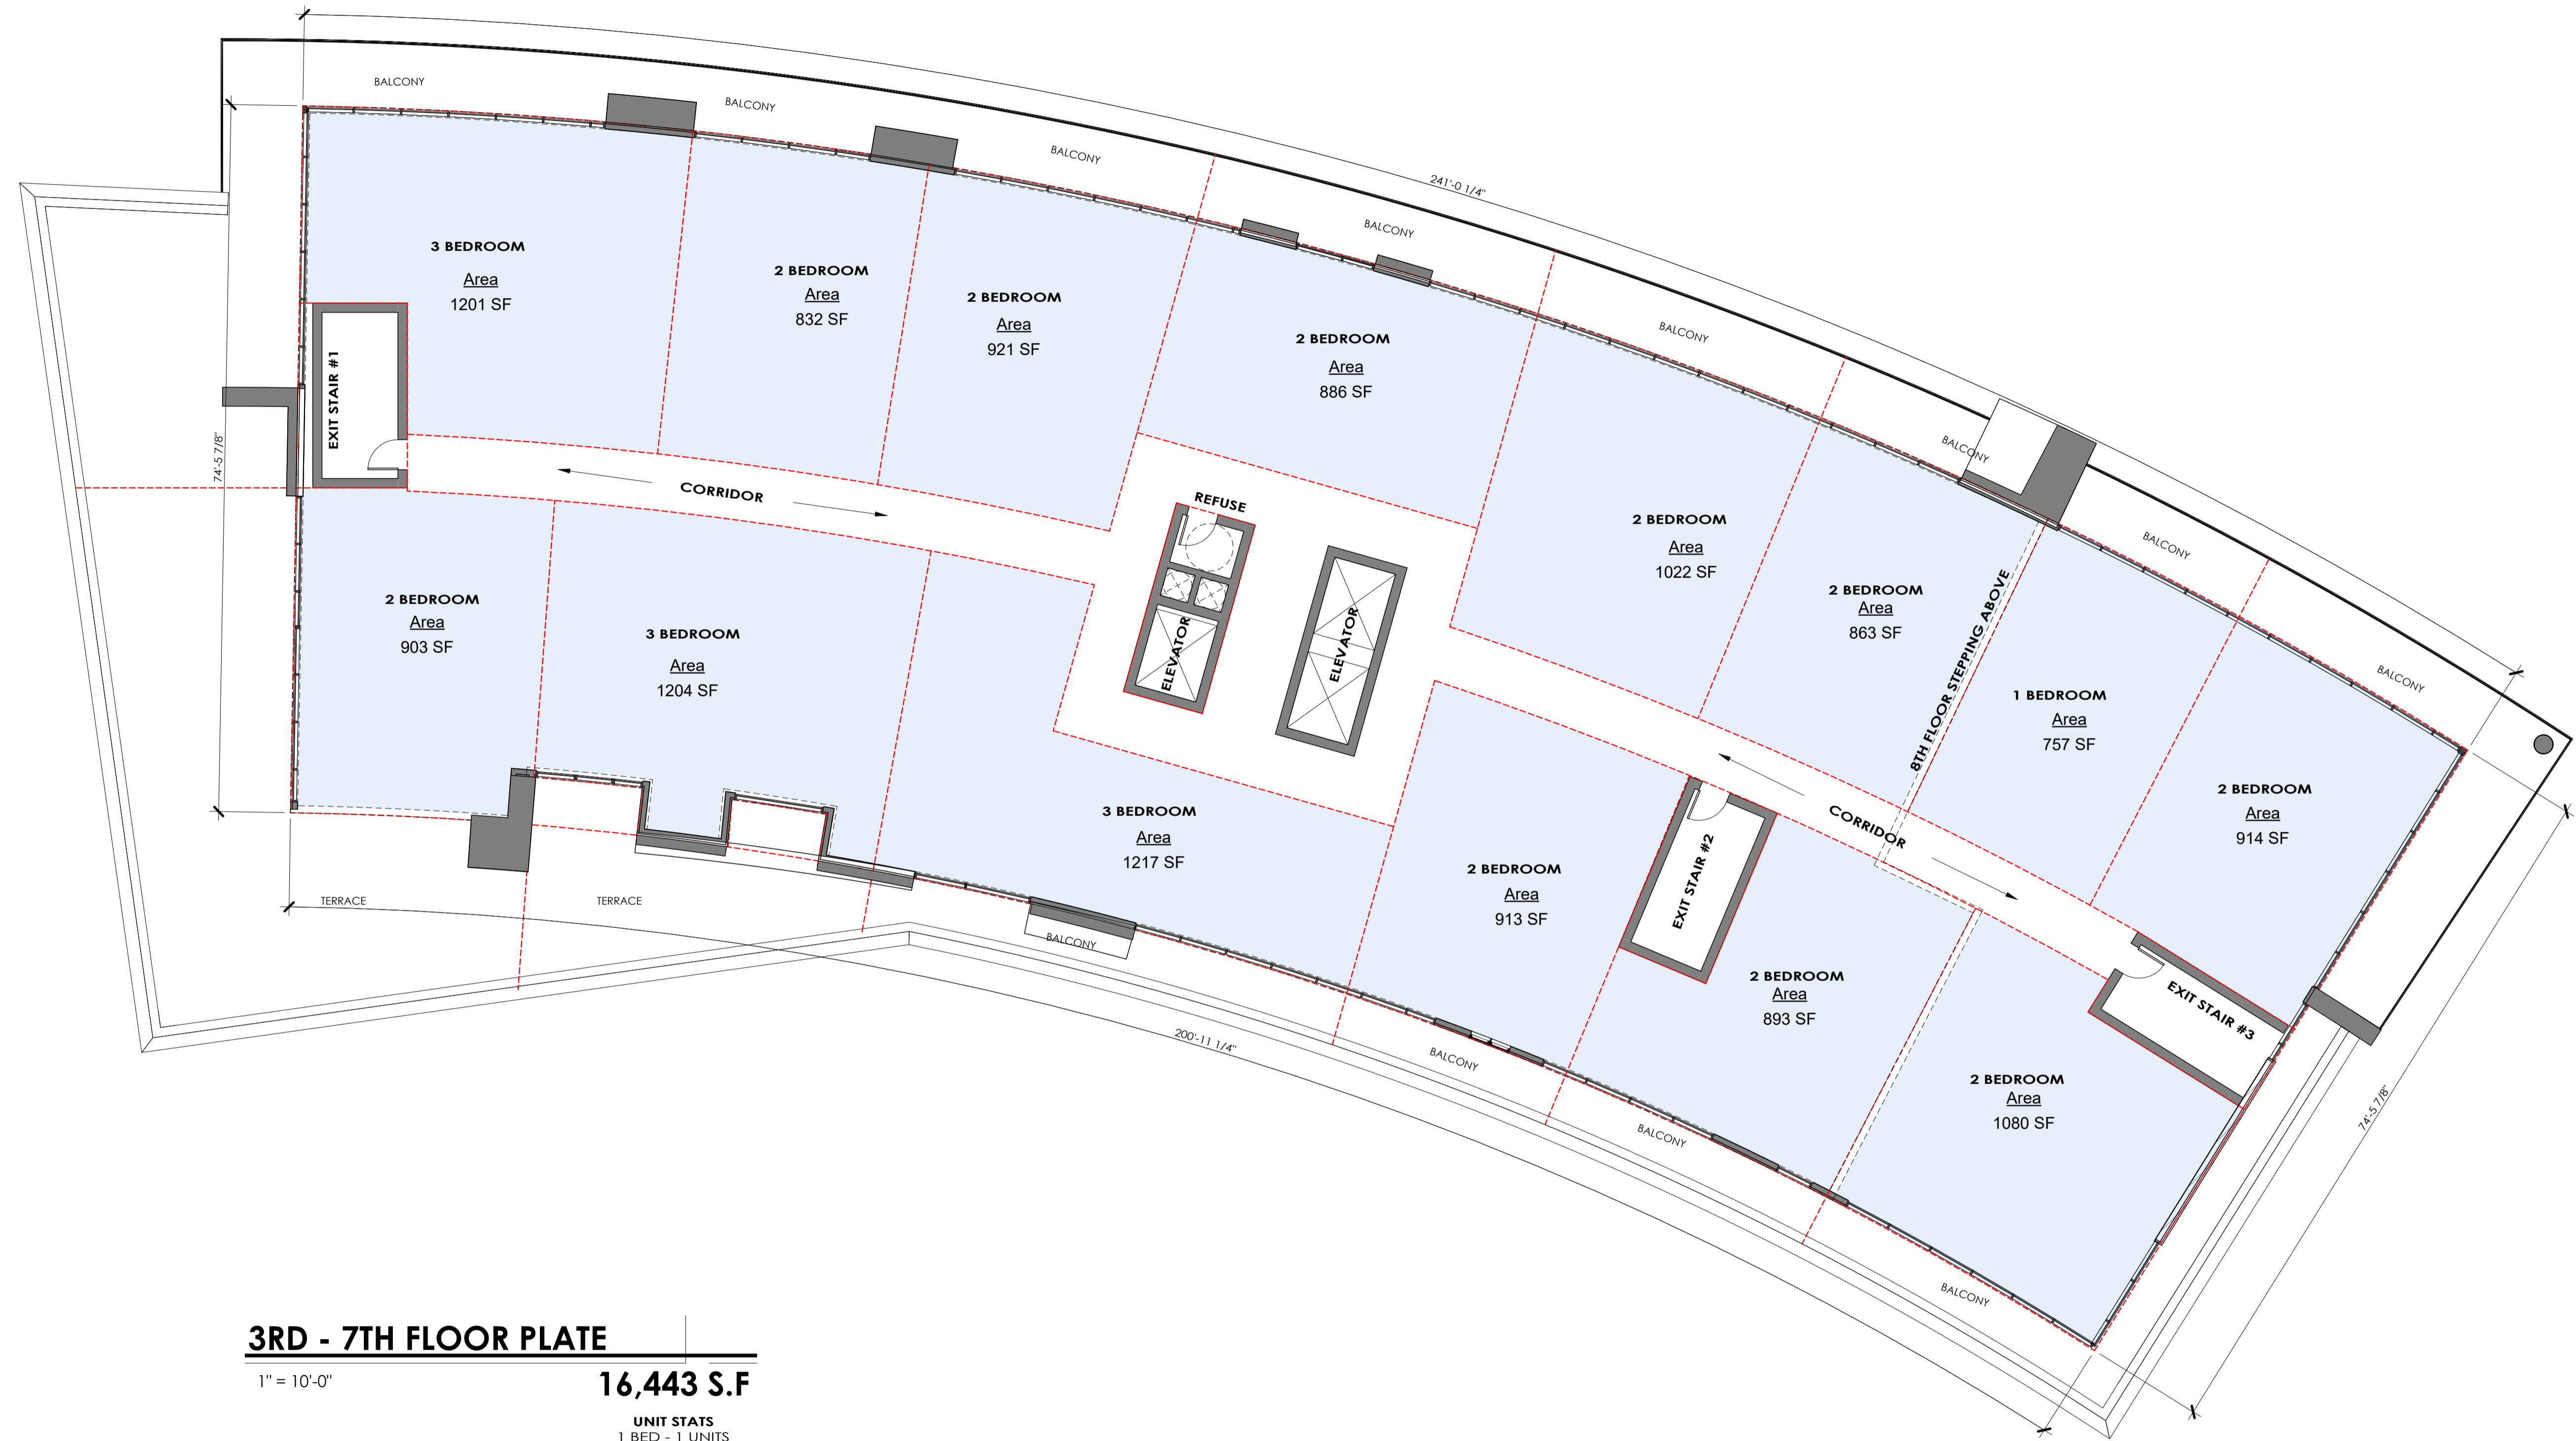 BALCONY
BALCONY
BALCONY
241'-0 1/4"
BALCONY
BALCONY
BALCONY
BALCONY
BALCONY
3 BEDROOM
Area
1201 SF
2 BEDROOM
Area
832 SF
2 BEDROOM
Area
921 SF
2 BEDROOM
Area
886 SF
2 BEDROOM
Area
1022 SF
2 BEDROOM
Area
863 SF
8TH FLOOR STEPPING ABOVE
1 BEDROOM
Area
757 SF
2 BEDROOM
Area
914 SF
EXIT STAIR #1
74'-5 7/8"
CORRIDOR
REFUSE
ELEVATOR
ELEVATOR
CORRIDOR
2 BEDROOM
Area
903 SF
3 BEDROOM
Area
1204 SF
3 BEDROOM
Area
1217 SF
2 BEDROOM
Area
913 SF
EXIT STAIR #2
2 BEDROOM
Area
893 SF
2 BEDROOM
Area
1080 SF
EXIT STAIR #3
74'-5 7/8"
TERRACE
TERRACE
BALCONY
200'-11 1/4"
BALCONY
BALCONY
BALCONY
3RD - 7TH FLOOR PLATE
1" = 10'-0"
16,443 S.F
UNIT STATS
1 BED - 1 UNITS